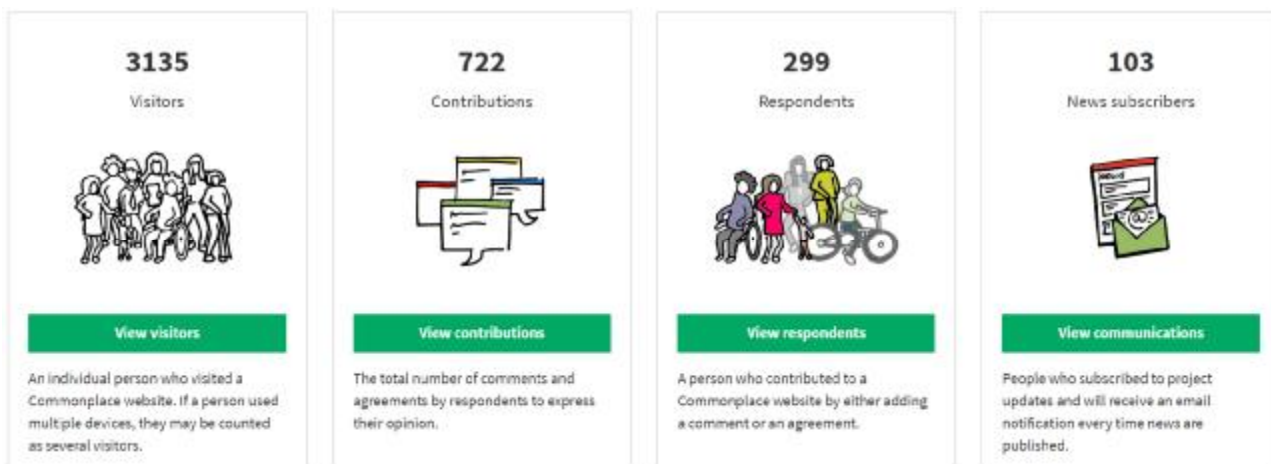 3135
Visitors
View visitors
An individual person who visited a
Commonplace website. If a person used
multiple devices, they may be counted
as several visitors.
722
Contributions
View contributions
The total number of comments and
agreements by respondents to express
their opinion.
299
Respondents
View respondents
A person who contributed to a
Commonplace website by either adding
a comment or an agreement.
103
News subscribers
View communications
People who subscribed to project
updates and will receive an email
notification every time news are
published.